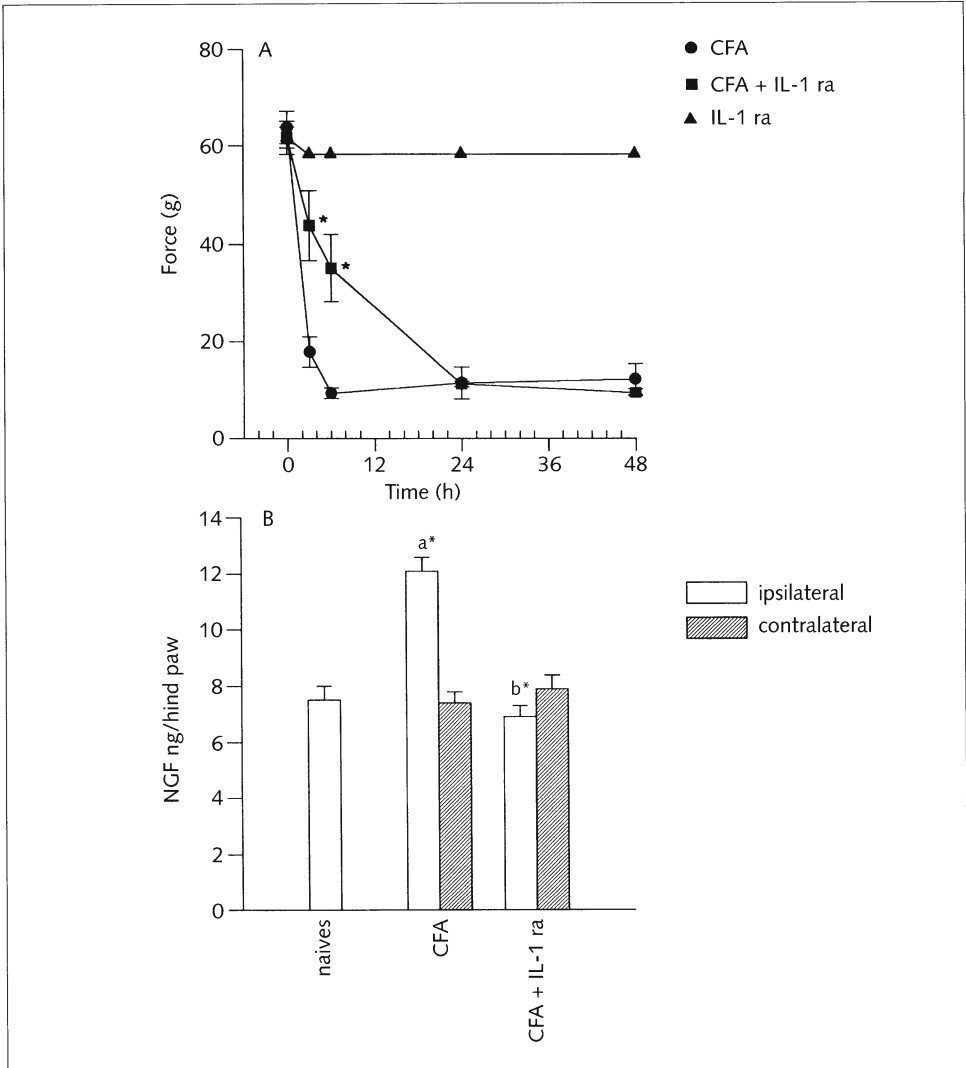 A
80
60
40
20
0
Force (g)
*
*
0 12 24 36 48
Time (h)
CFA
CFA + IL-1 ra
IL-1 ra
B
14
12
10
8
6
4
2
0
NGF ng/hind paw
a*
b*
naives
CFA
CFA + IL-1 ra
ipsilateral
contralateral